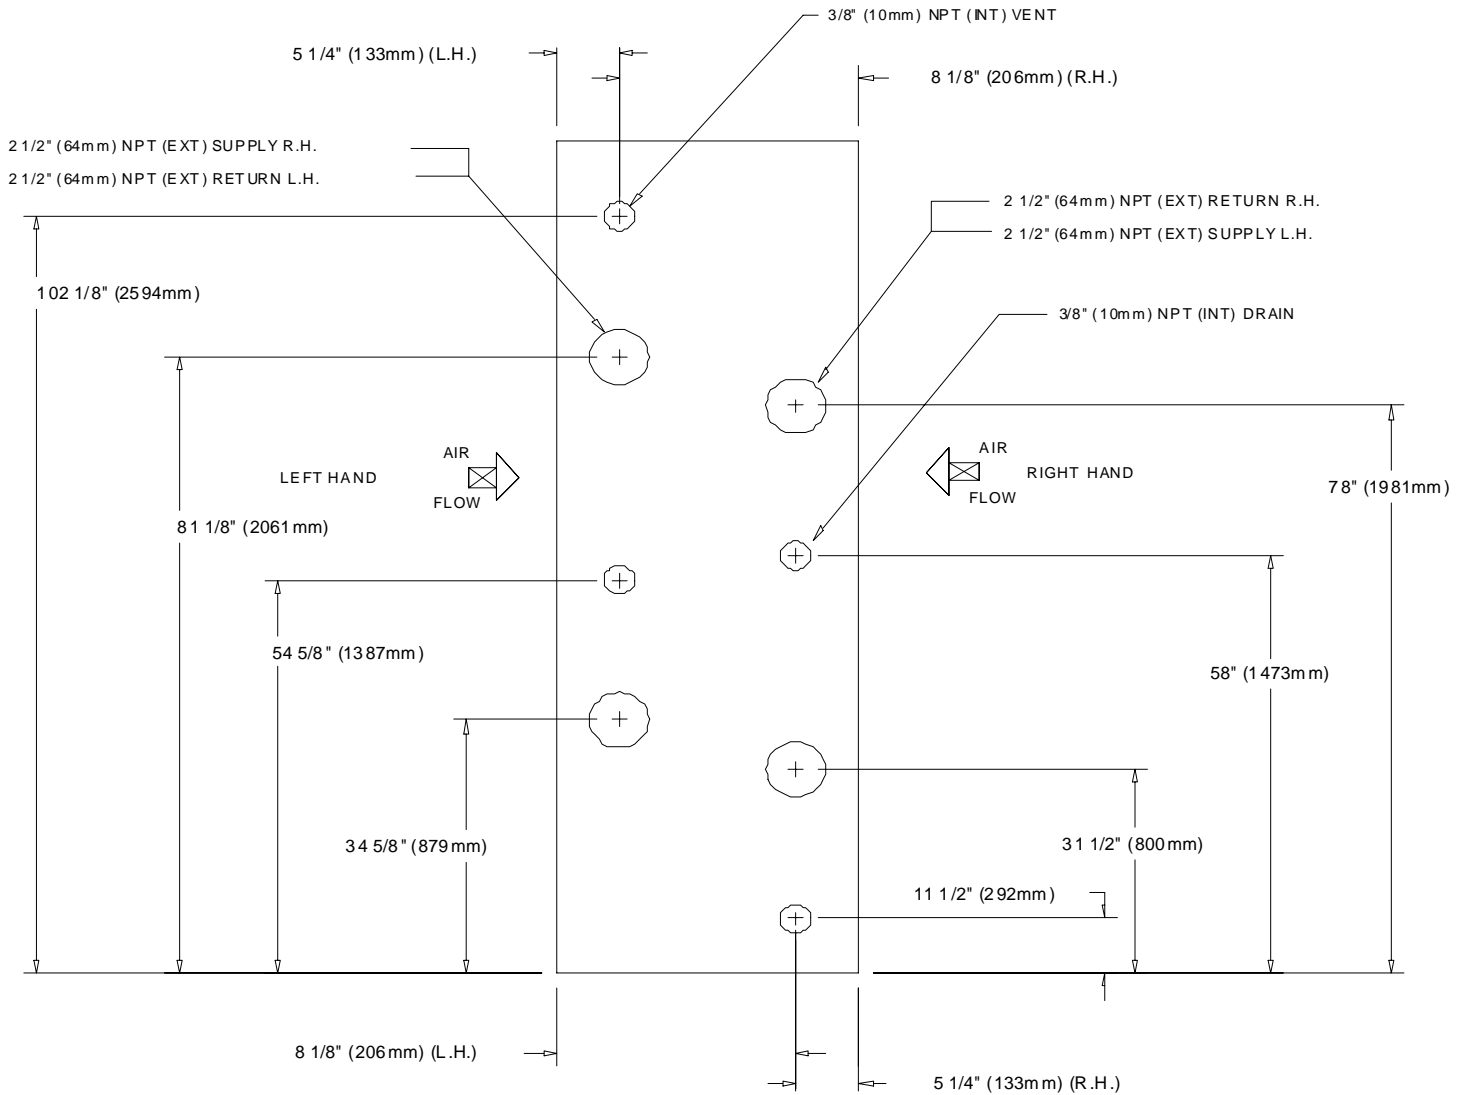 3/8" (10mm) NPT (INT) VENT
5 1/4" (133mm) (L.H.)
8 1/8" (206mm) (R.H.)
2 1/2" (64mm) NPT (EXT) SUPPLY R.H.
2 1/2" (64mm) NPT (EXT) RETURN L.H.
2 1/2" (64mm) NPT (EXT) RETURN R.H.
2 1/2" (64mm) NPT (EXT) SUPPLY L.H.
102 1/8" (2594mm)
3/8" (10mm) NPT (INT) DRAIN
AIR
LEFT HAND
FLOW
AIR
RIGHT HAND
FLOW
78" (1981mm)
81 1/8" (2061mm)
54 5/8" (1387mm)
58" (1473mm)
34 5/8" (879mm)
31 1/2" (800mm)
11 1/2" (292mm)
8 1/8" (206mm) (L.H.)
5 1/4" (133mm) (R.H.)